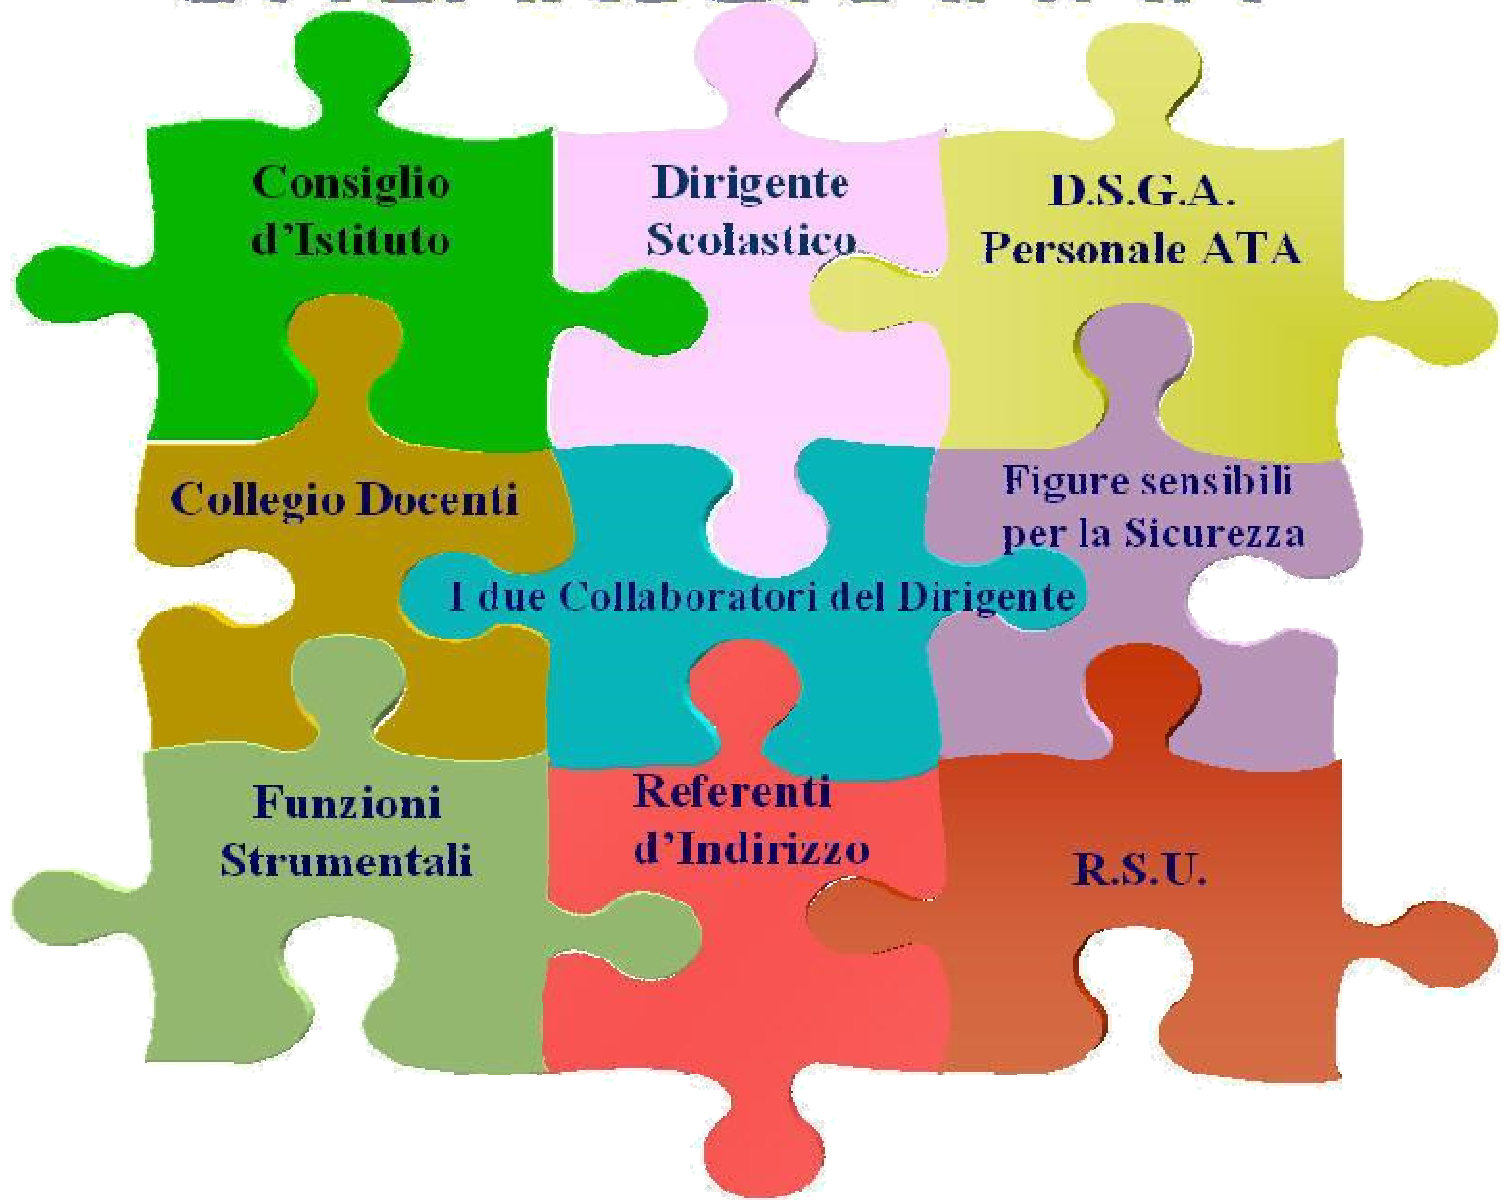 Consiglio
d'Istituto
Dirigente
Scolastico
D.S.G.A.
Personale ATA
Collegio Docenti
Figure sensibili
per la Sicurezza
I due Collaboratori del Dirigente
Funzioni
Strumentali
Referenti
d'Indirizzo
R.S.U.